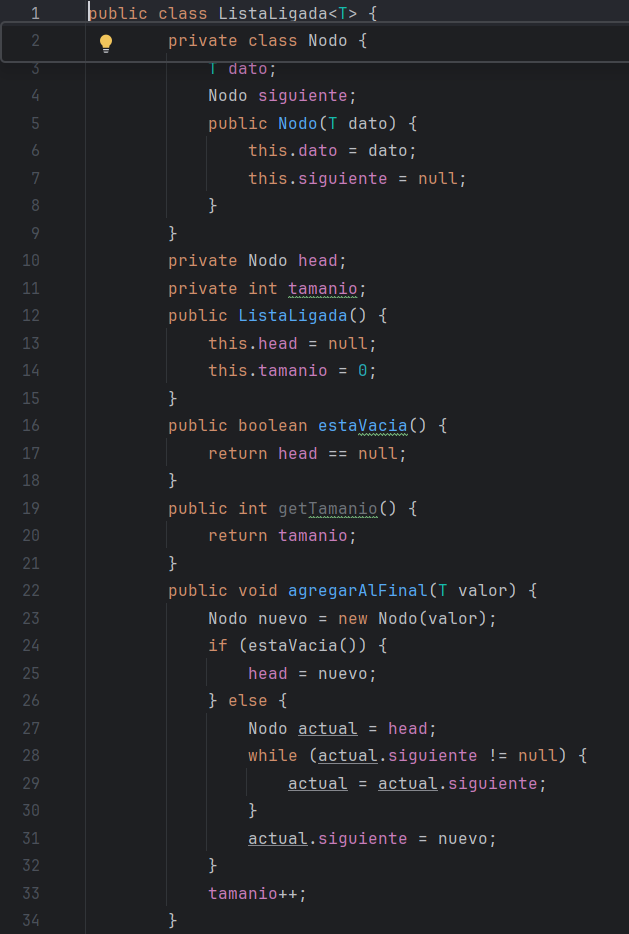 1 public class ListaLigada<T> {
2 private class Nodo {
3 T dato;
4 Nodo siguiente;
5 public Nodo(T dato) {
6 this.dato = dato;
7 this.siguiente = null;
8 }
9 }
10 private Nodo head;
11 private int tamanio;
12 public ListaLigada() {
13 this.head = null;
14 this.tamanio = 0;
15 }
16 public boolean estaVacia() {
17 return head == null;
18 }
19 public int getTamanio() {
20 return tamanio;
21 }
22 public void agregarAlFinal(T valor) {
23 Nodo nuevo = new Nodo(valor);
24 if (estaVacia()) {
25 head = nuevo;
26 } else {
27 Nodo actual = head;
28 while (actual.siguiente != null) {
29 actual = actual.siguiente;
30 }
31 actual.siguiente = nuevo;
32 }
33 tamanio++;
34 }